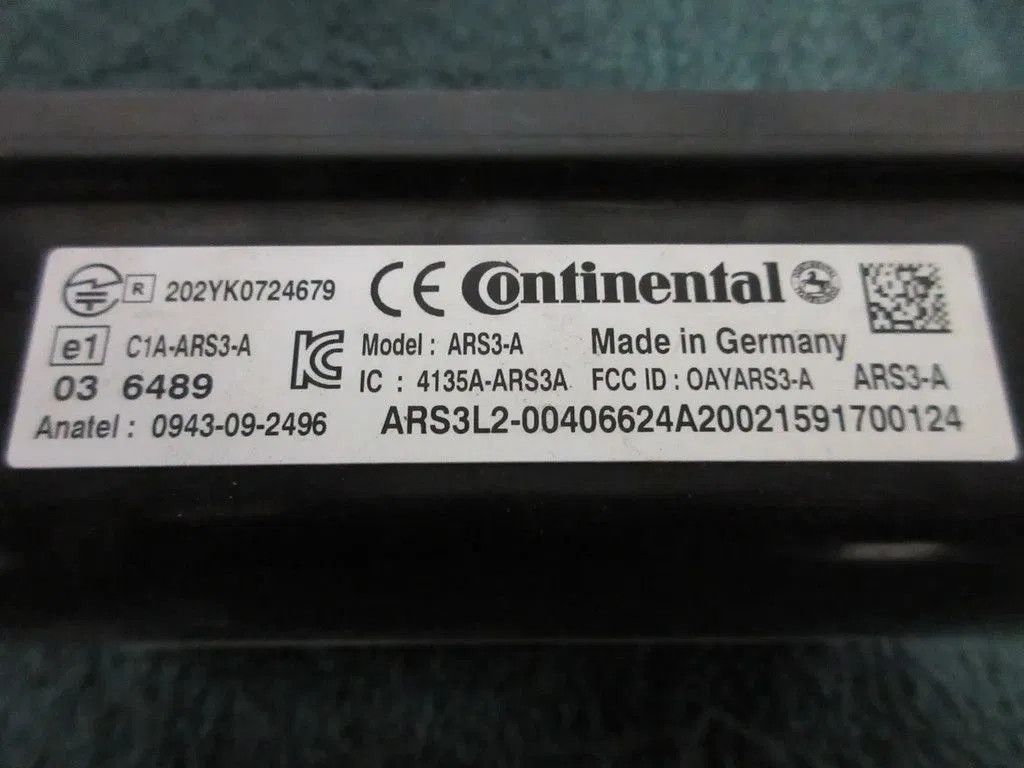 R 202YK0724679 CE Continental
e1 C1A-ARS3-A Model : ARS3-A Made in Germany
03 6489 IC : 4135A-ARS3A FCC ID : OAYARS3-A ARS3-A
Anatel : 0943-09-2496 ARS3L2-00406624A20021591700124